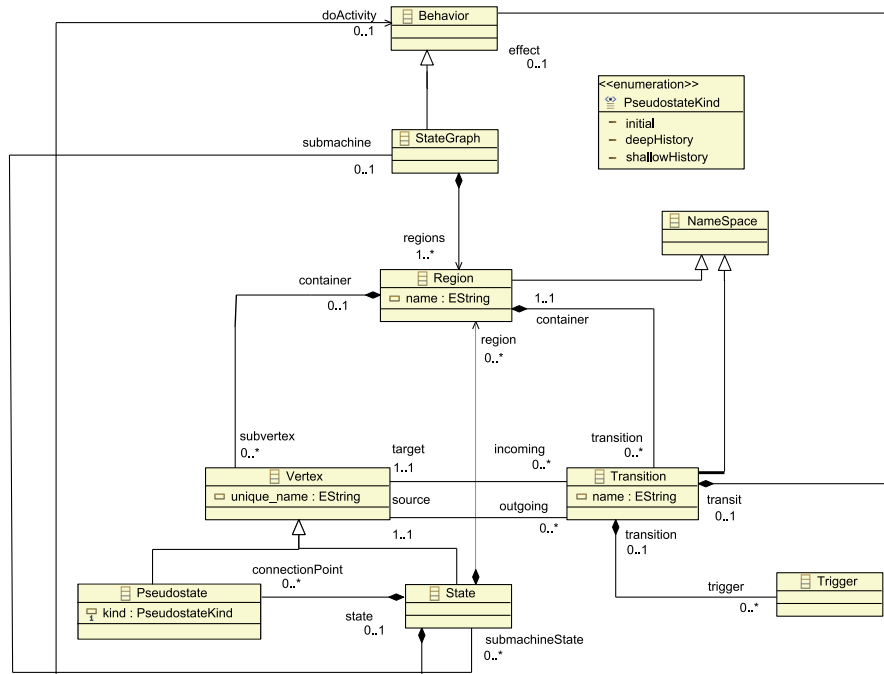 doActivity
0..1
Behavior
effect
0..1
<<enumeration>>
PseudostateKind
initial
deepHistory
shallowHistory
submachine
0..1
StateGraph
NameSpace
regions
1..*
container
0..1
Region
name : EString
1..1
container
region
0..*
subvertex
0..*
target
1..1
incoming
0..*
transition
0..*
Vertex
unique_name : EString
source
1..1
outgoing
0..*
Transition
name : EString
transit
0..1
transition
0..1
connectionPoint
0..*
Pseudostate
kind : PseudostateKind
State
state
0..1
submachineState
0..*
trigger
0..*
Trigger